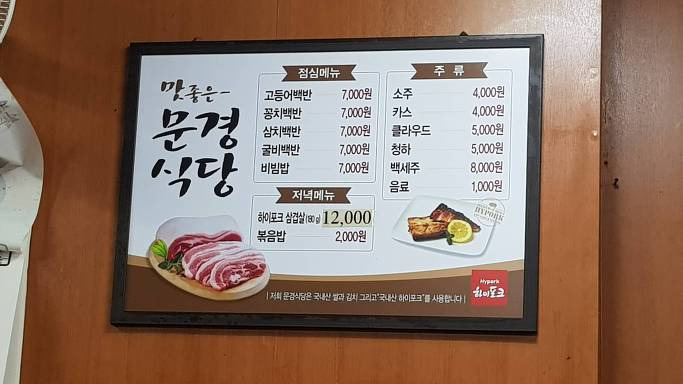 맛좋은~
문경
식당
점심메뉴
고등어백반 7,000원
꽁치백반 7,000원
삼치백반 7,000원
굴비백반 7,000원
비빔밥 7,000원
저녁메뉴
하이포크 삼겹살(180g) 12,000
볶음밥 2,000원
주 류
소주 4,000원
카스 4,000원
클라우드 5,000원
청하 5,000원
백세주 8,000원
음료 1,000원
HYPORK
Hypork
하이포크
| 저희 문경식당은 국내산 쌀과 김치 그리고 "국내산 하이포크"를 사용합니다 |